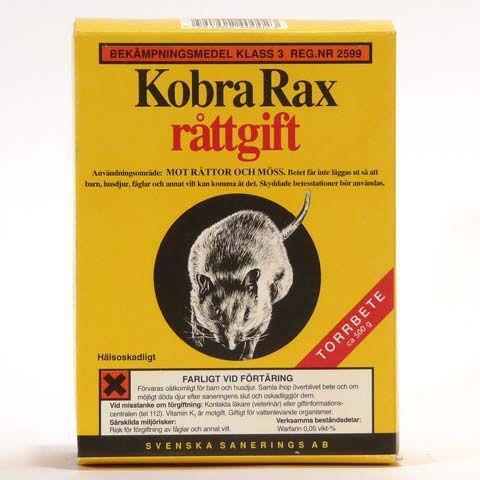 BEKÄMPNINGSMEDEL KLASS 3 REG.NR 2599
Kobra Rax
råttgift
Användningsområde: MOT RÅTTOR OCH MÖSS. Betet får inte läggas ut så att
barn, husdjur, fåglar och annat vilt kan komma åt det. Skyddade betesstationer bör användas.
TORRBETE
ca 500 g
Hälsoskadligt
FARLIGT VID FÖRTÄRING
Förvaras oåtkomligt för barn och husdjur. Samla ihop överblivet bete och om
möjligt döda djur efter saneringens slut och oskadliggjör dem.
Vid misstanke om förgiftning: Kontakta läkare (veterinär) eller giftinformations-
centralen (tel 112). Vitamin K, är motgift. Giftigt för vattenlevande organismer.
Särskilda miljörisker:
Risk för förgiftning av fåglar och annat vilt.
Verksamma beståndsdelar:
Warfarin 0,05 vikt-%
SVENSKA SANERINGS AB